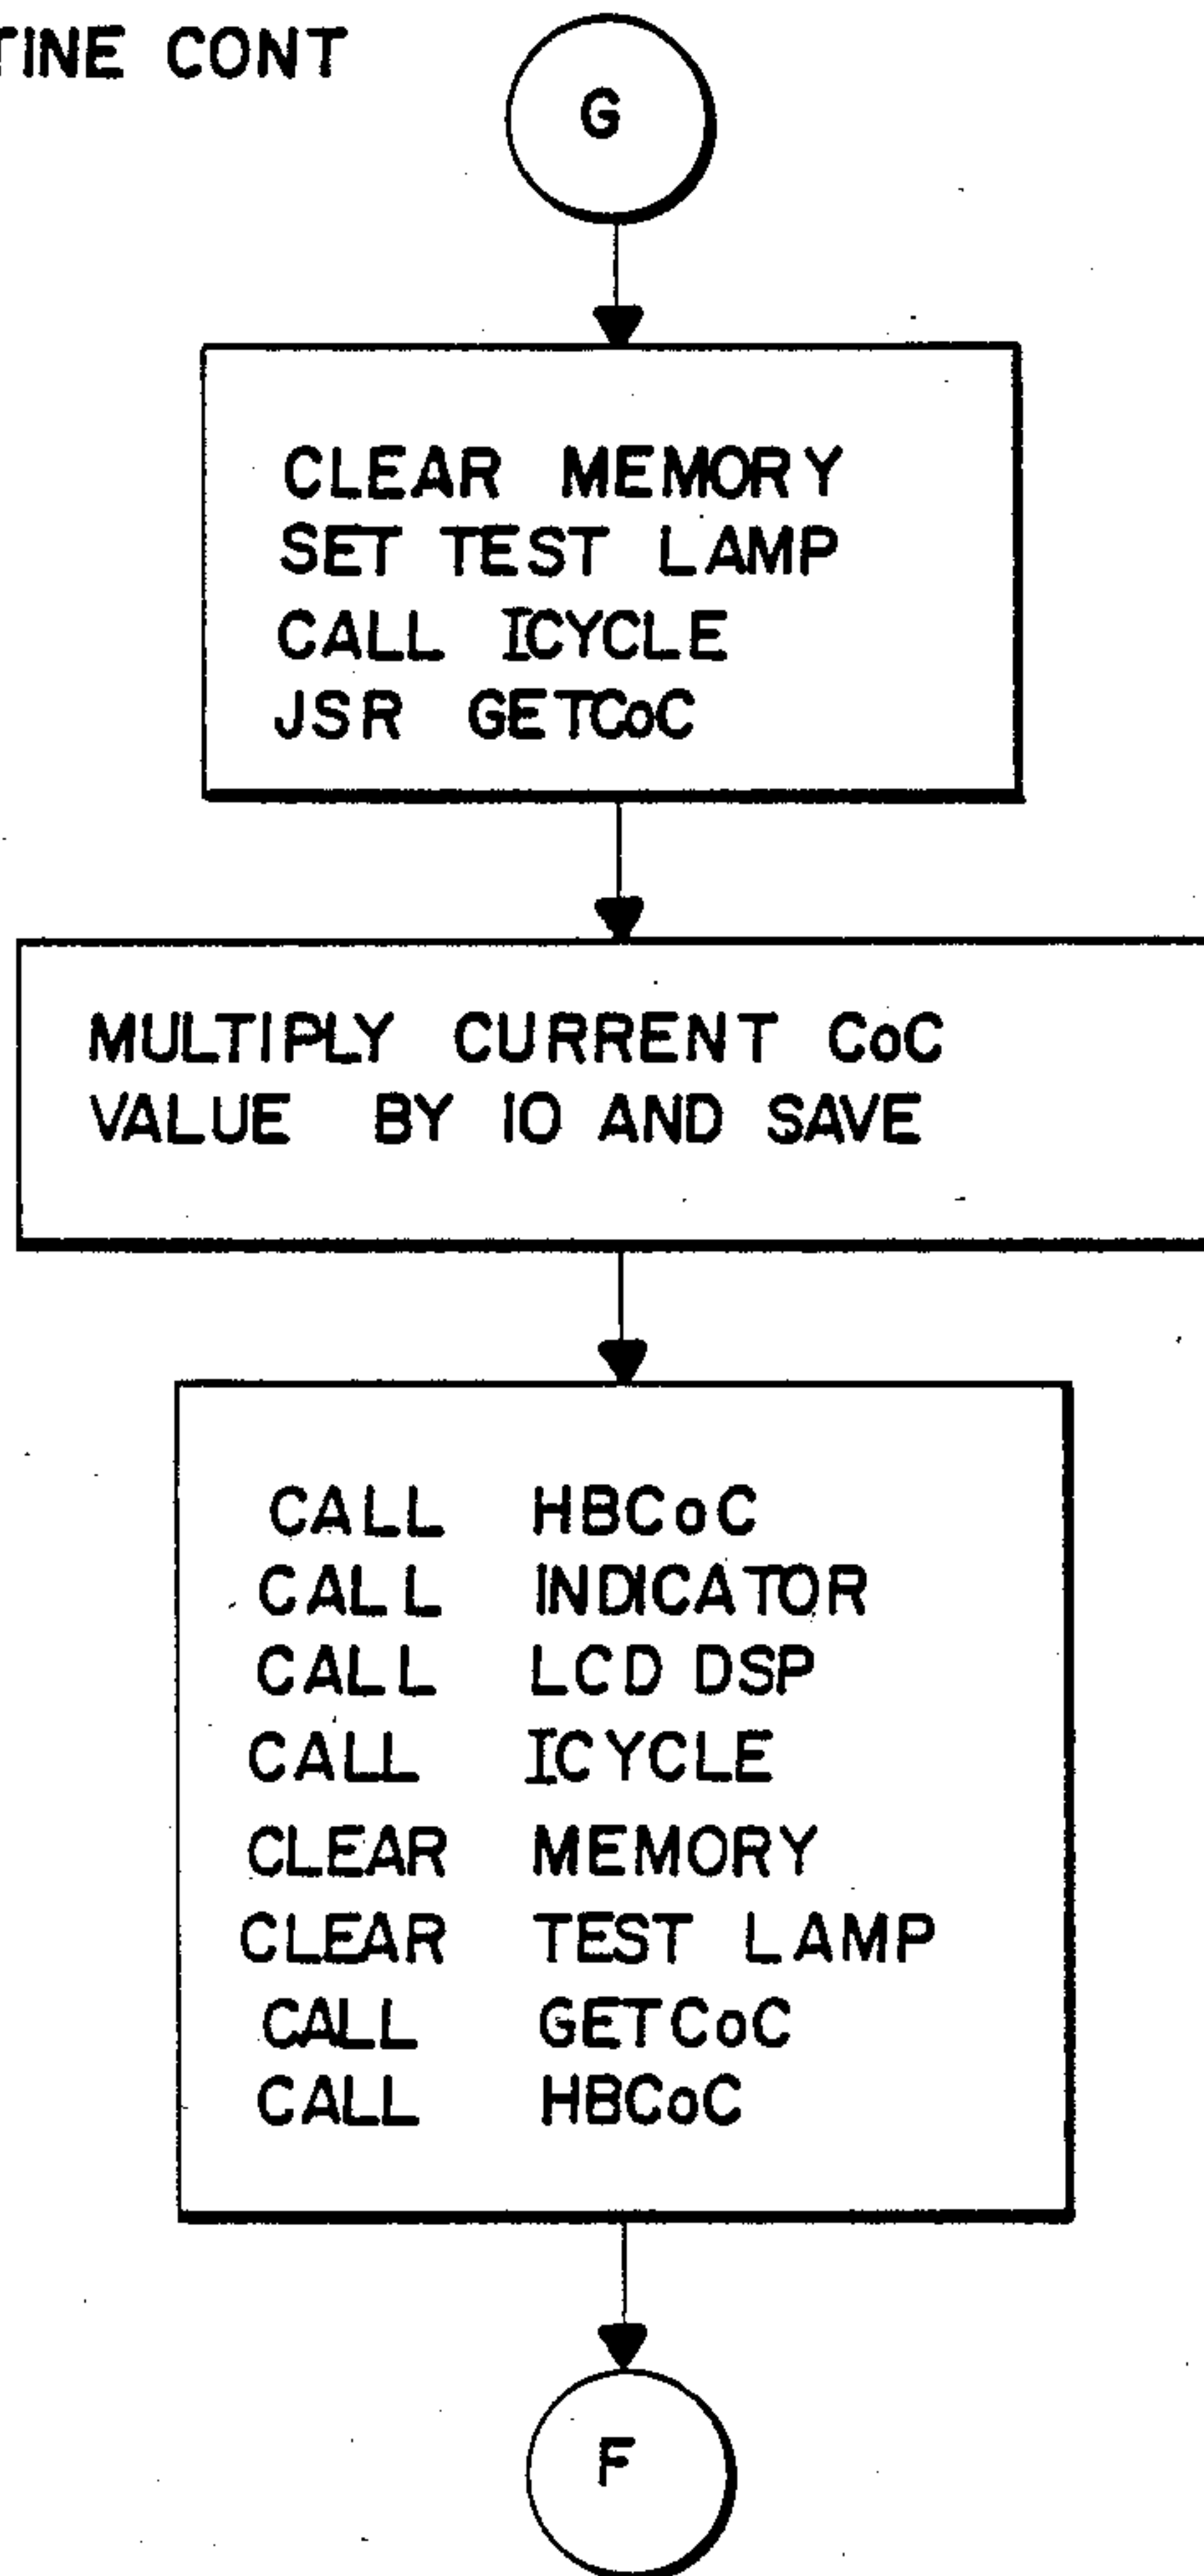 TINE CONT
G
CLEAR MEMORY
SET TEST LAMP
CALL ICYCLE
JSR GETCoC
MULTIPLY CURRENT CoC
VALUE BY 10 AND SAVE
CALL HBCoC
CALL INDICATOR
CALL LCD DSP
CALL ICYCLE
CLEAR MEMORY
CLEAR TEST LAMP
CALL GETCoC
CALL HBCoC
F